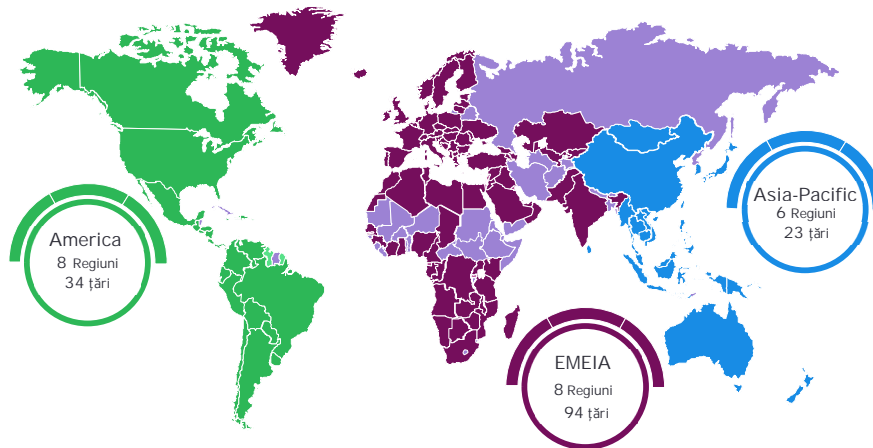 America
8 Regiuni
34 țări
Asia-Pacific
6 Regiuni
23 țări
EMEIA
8 Regiuni
94 țări